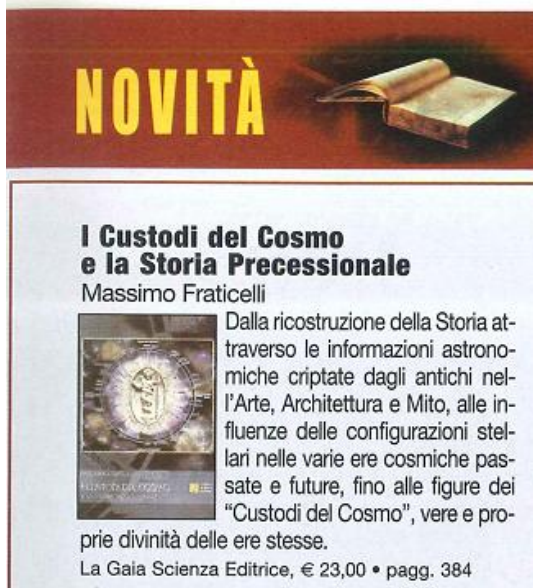 NOVITÀ
I Custodi del Cosmo
e la Storia Precessionale
Massimo Fraticelli
Dalla ricostruzione della Storia at-
traverso le informazioni astrono-
miche criptate dagli antichi nel-
l'Arte, Architettura e Mito, alle in-
fluenze delle configurazioni stel-
lari nelle varie ere cosmiche pas-
sate e future, fino alle figure dei
“Custodi del Cosmo”, vere e pro-
prie divinità delle ere stesse.
La Gaia Scienza Editrice, € 23,00 • pagg. 384
I CUSTODI DEL COSMO